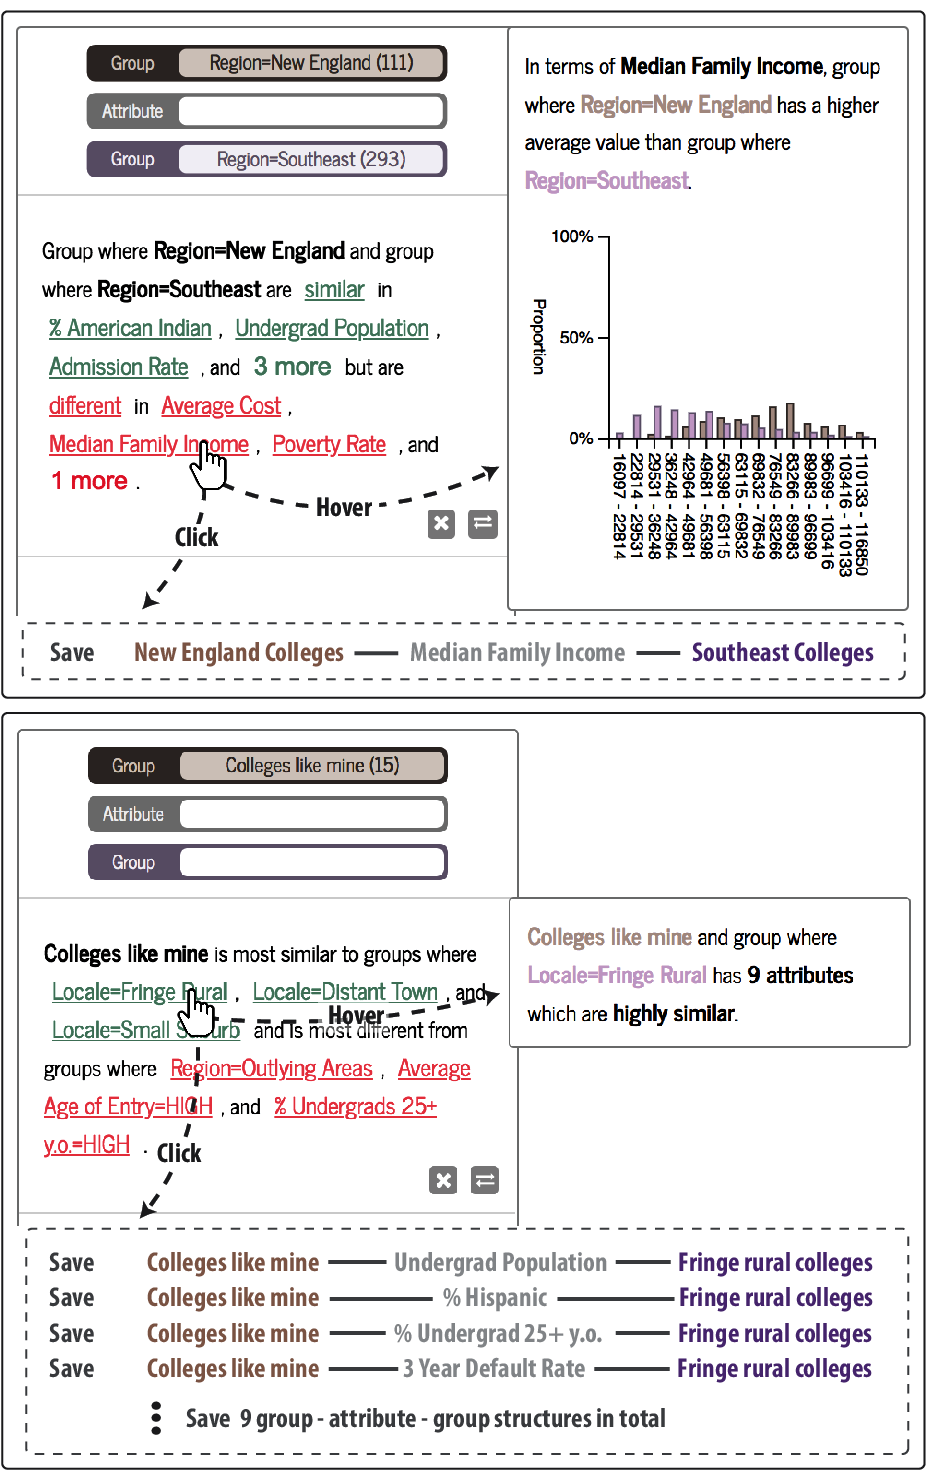 Group Region=New England (111)
Attribute
Group Region=Southeast (293)
Group where Region=New England and group
where Region=Southeast are similar in
% American Indian , Undergrad Population ,
Admission Rate , and 3 more but are
different in Average Cost ,
Median Family Income , Poverty Rate , and
1 more .
Hover
Click
In terms of Median Family Income, group
where Region=New England has a higher
average value than group where
Region=Southeast.
100%
50%
0%
Proportion
16097 - 22814
22814 - 29531
29531 - 36248
36248 - 42964
42964 - 49681
49681 - 56398
56398 - 63115
63115 - 69832
69832 - 76549
76549 - 83266
83266 - 89983
89983 - 96699
96699 - 103416
103416 - 110133
110133 - 116850
Save New England Colleges Median Family Income Southeast Colleges
Group Colleges like mine (15)
Attribute
Group
Colleges like mine is most similar to groups where
Locale=Fringe Rural , Locale=Distant Town , and
Locale=Small Suburb and is most different from
groups where Region=Outlying Areas , Average
Age of Entry=HIGH , and % Undergrads 25+
y.o.=HIGH .
Hover
Click
Colleges like mine and group where
Locale=Fringe Rural has 9 attributes
which are highly similar.
Save Colleges like mine Undergrad Population Fringe rural colleges
Save Colleges like mine % Hispanic Fringe rural colleges
Save Colleges like mine % Undergrad 25+ y.o. Fringe rural colleges
Save Colleges like mine 3 Year Default Rate Fringe rural colleges
Save 9 group - attribute - group structures in total